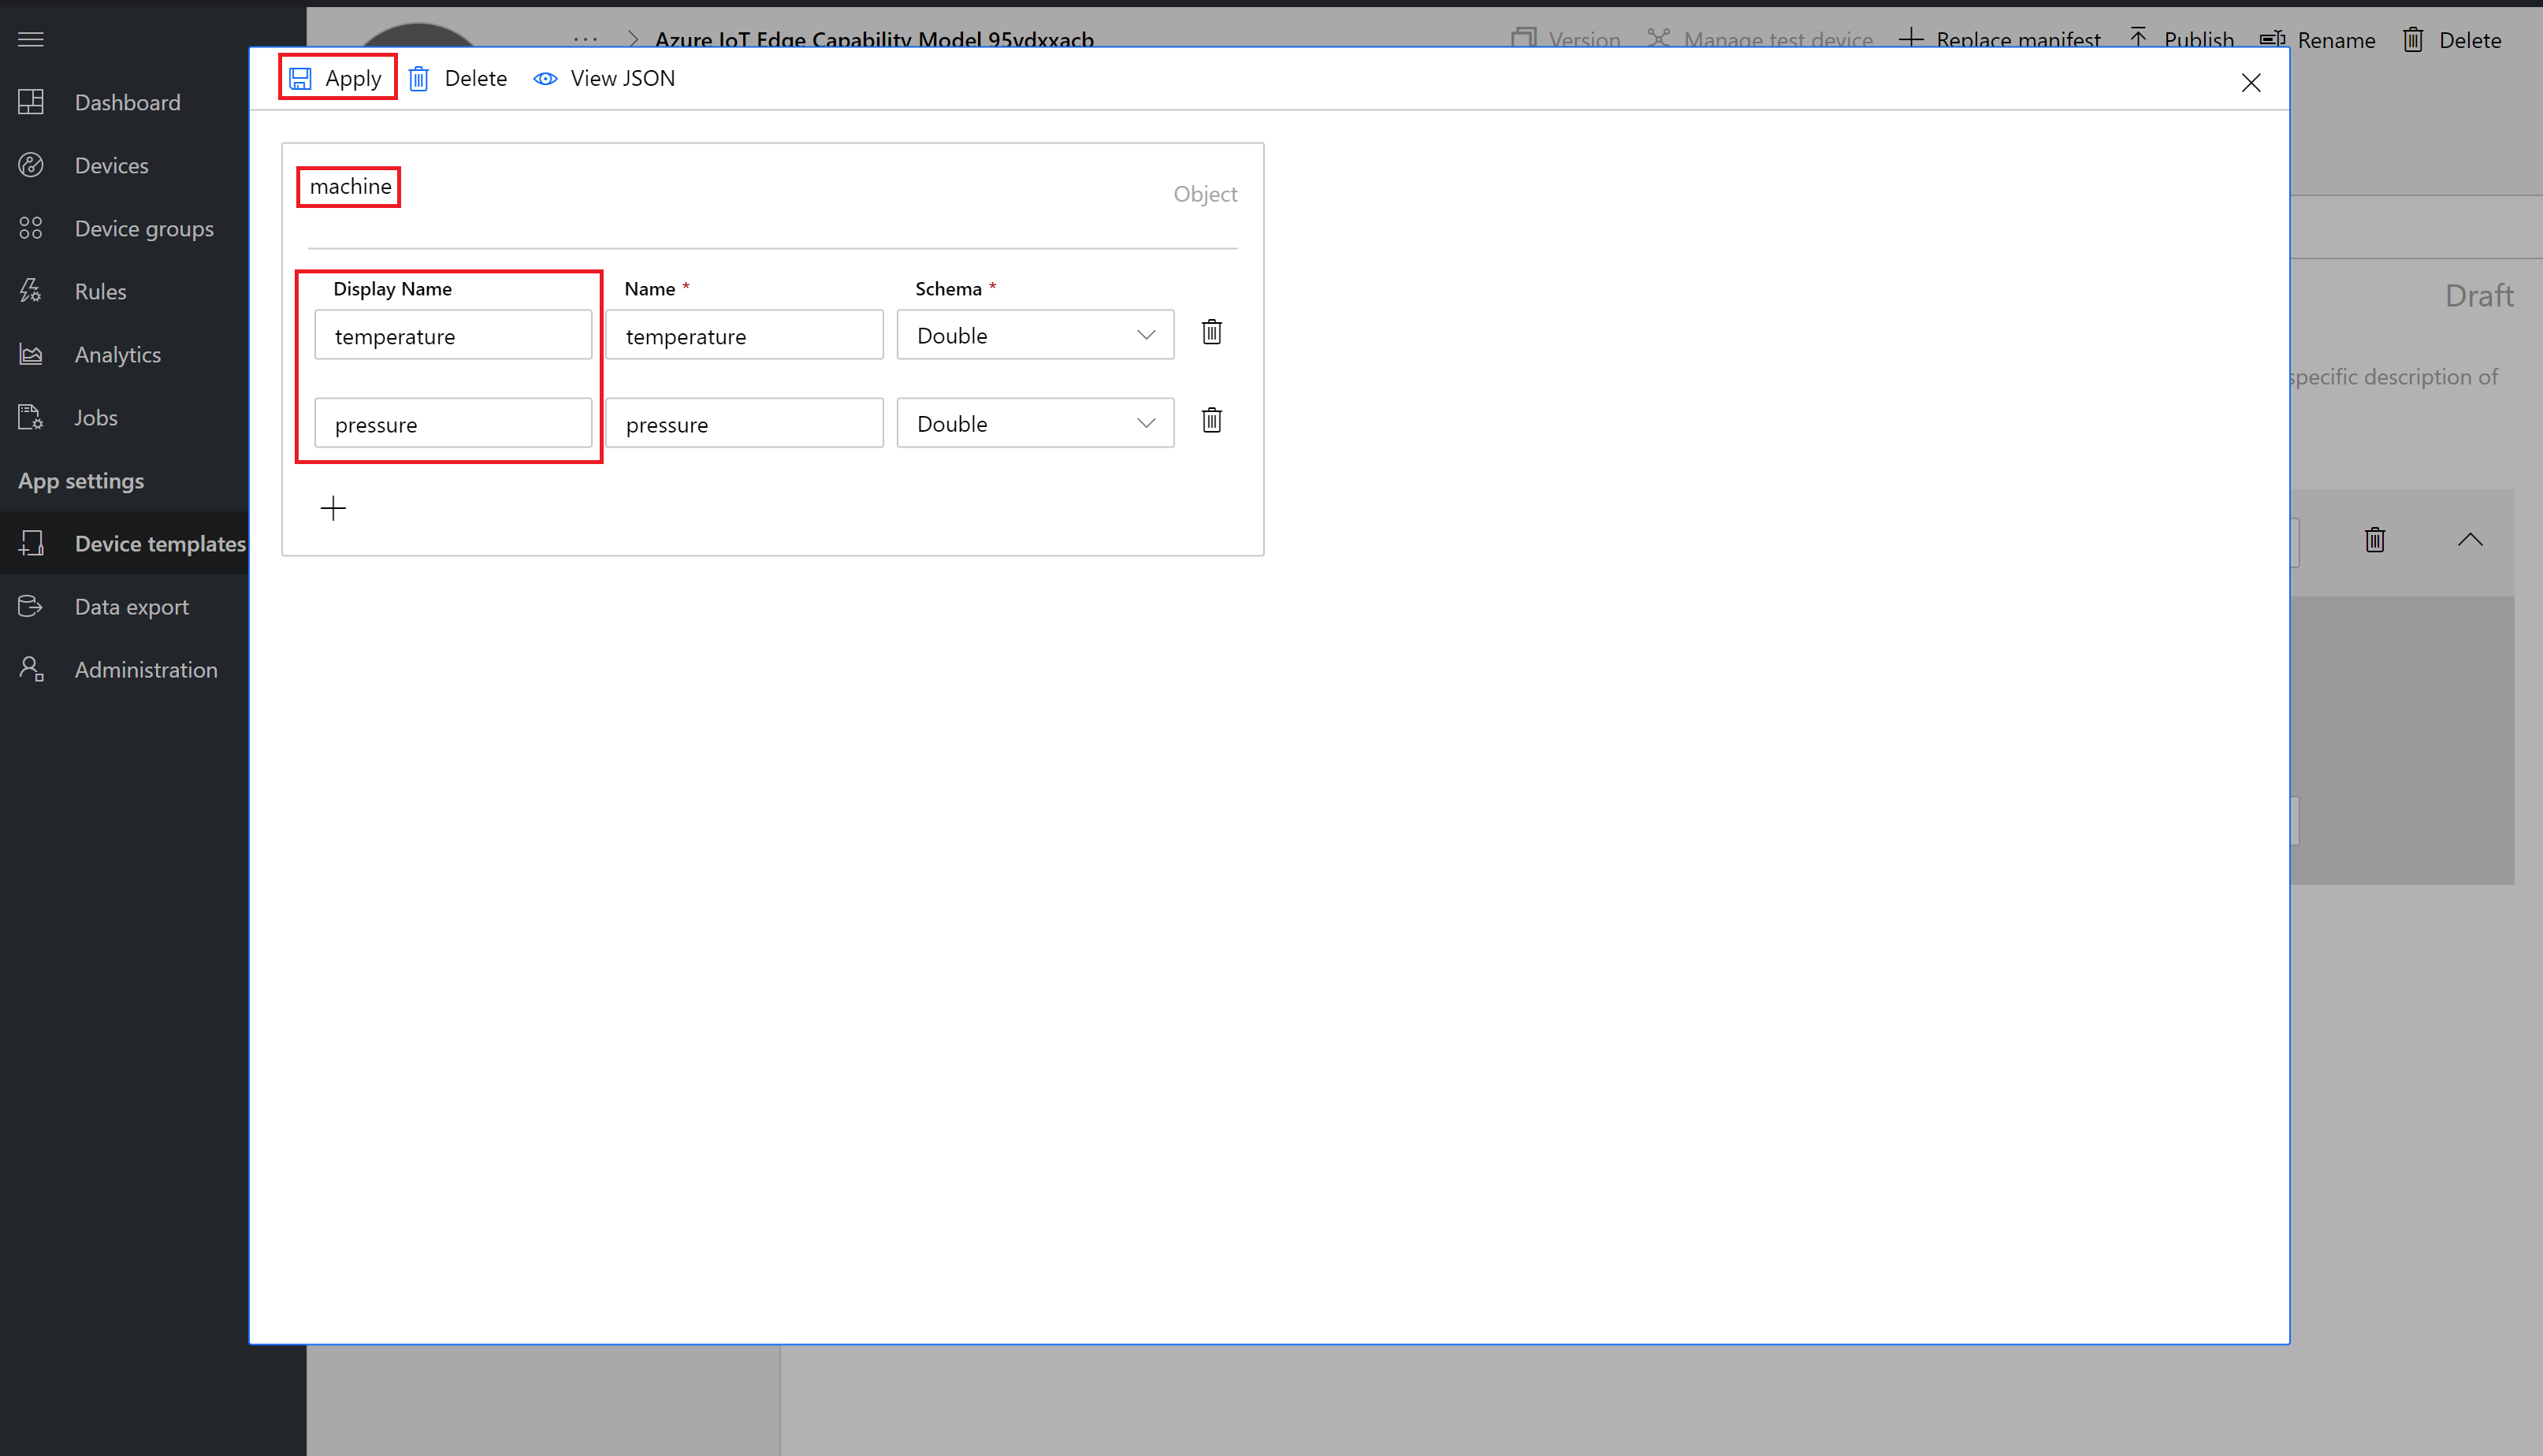 Azure IoT Edge Capability Model 95vdxxacb
Version
Manage test device
Replace manifest
Publish
Rename
Delete
Apply
Delete
View JSON
Dashboard
Devices
Device groups
Rules
Analytics
Jobs
App settings
Device templates
Data export
Administration
machine
Object
Display Name
Name *
Schema *
temperature
temperature
Double
pressure
pressure
Double
Draft
specific description of